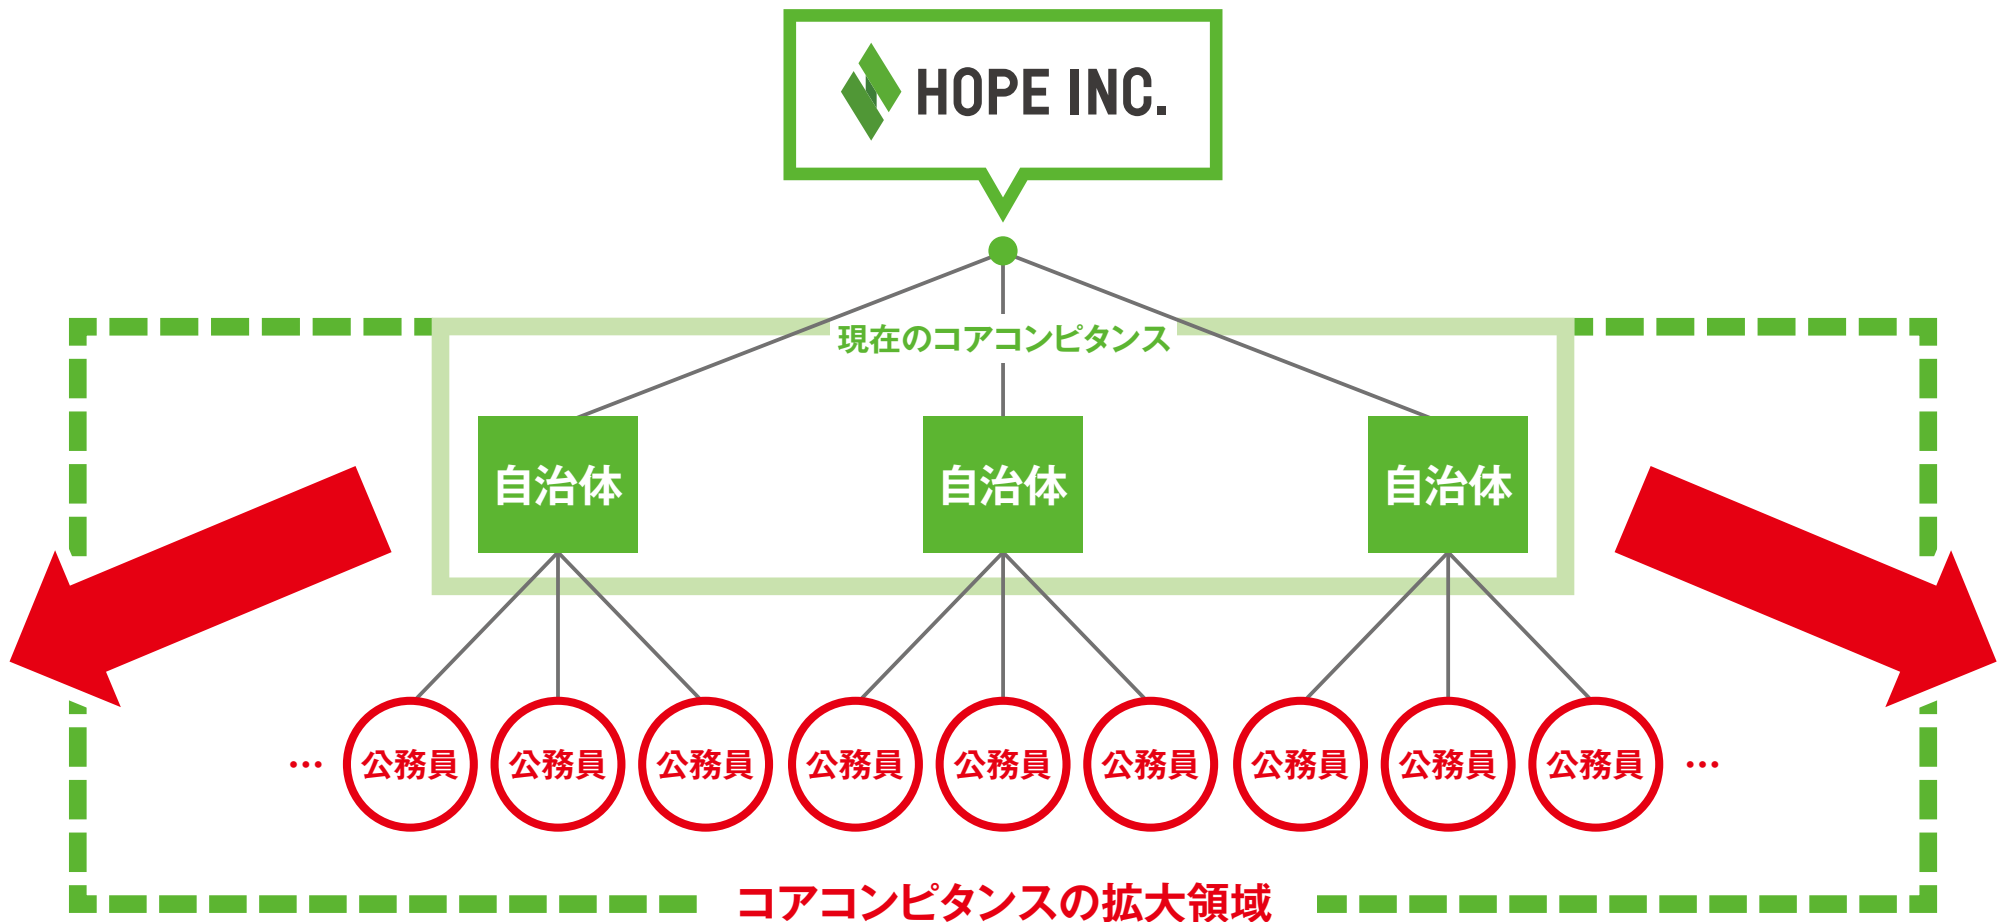 HOPE INC.
現在のコアコンピタンス
自治体 自治体 自治体
… 公務員 公務員 公務員 公務員 公務員 公務員 公務員 公務員 公務員 …
コアコンピタンスの拡大領域